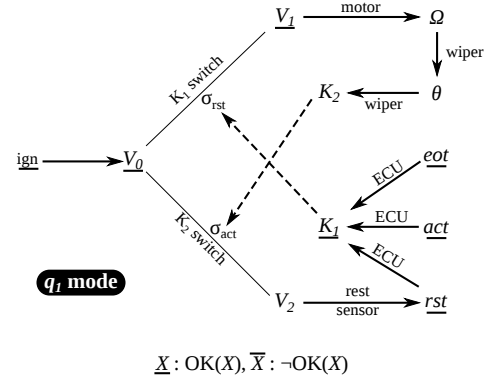 V₁ motor Ω
wiper
K₁ switch
σrst
K₂ wiper θ
ign V₀
eot
ECU
σact
K₁ ECU act
K₂ switch
ECU
q₁ mode
V₂ rest sensor rst
X : OK(X), X̅ : ¬OK(X)